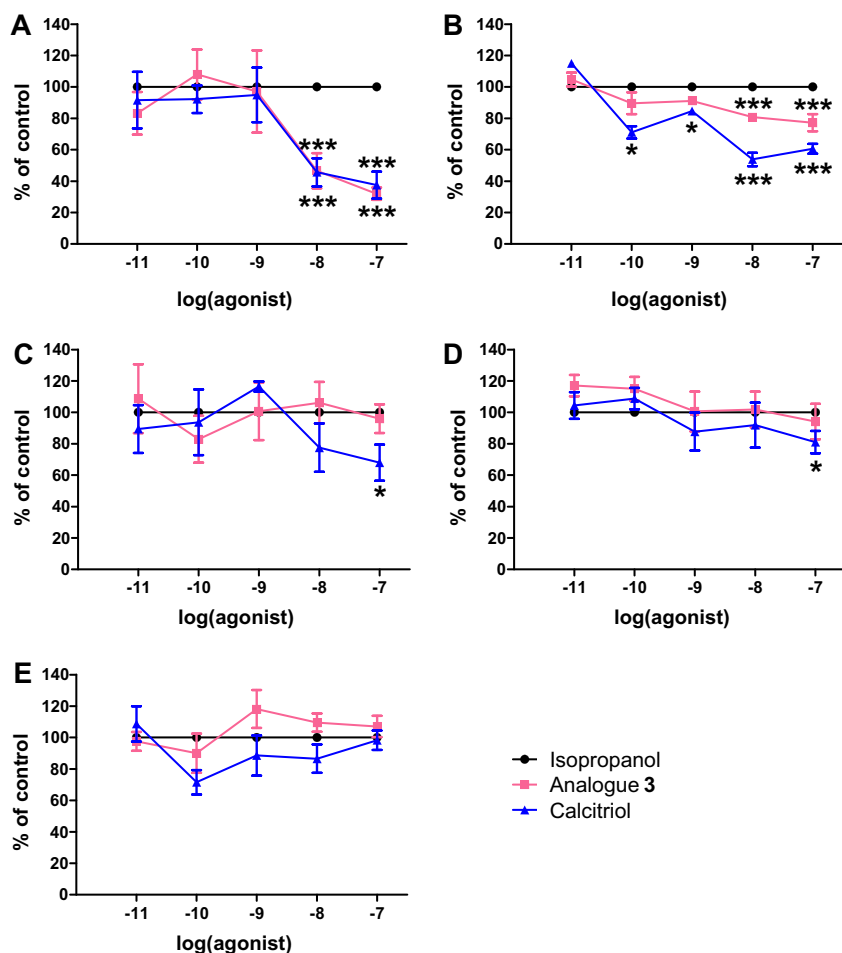 A
140
120
100
80
60
40
20
0
% of control
*** ***
*** ***
-11 -10 -9 -8 -7
log(agonist)
B
140
120
100
80
60
40
20
0
% of control
*** ***
* *
*** ***
-11 -10 -9 -8 -7
log(agonist)
C
140
120
100
80
60
40
20
0
% of control
*
-11 -10 -9 -8 -7
log(agonist)
D
140
120
100
80
60
40
20
0
% of control
*
-11 -10 -9 -8 -7
log(agonist)
E
140
120
100
80
60
40
20
0
% of control
-11 -10 -9 -8 -7
log(agonist)
Isopropanol
Analogue 3
Calcitriol